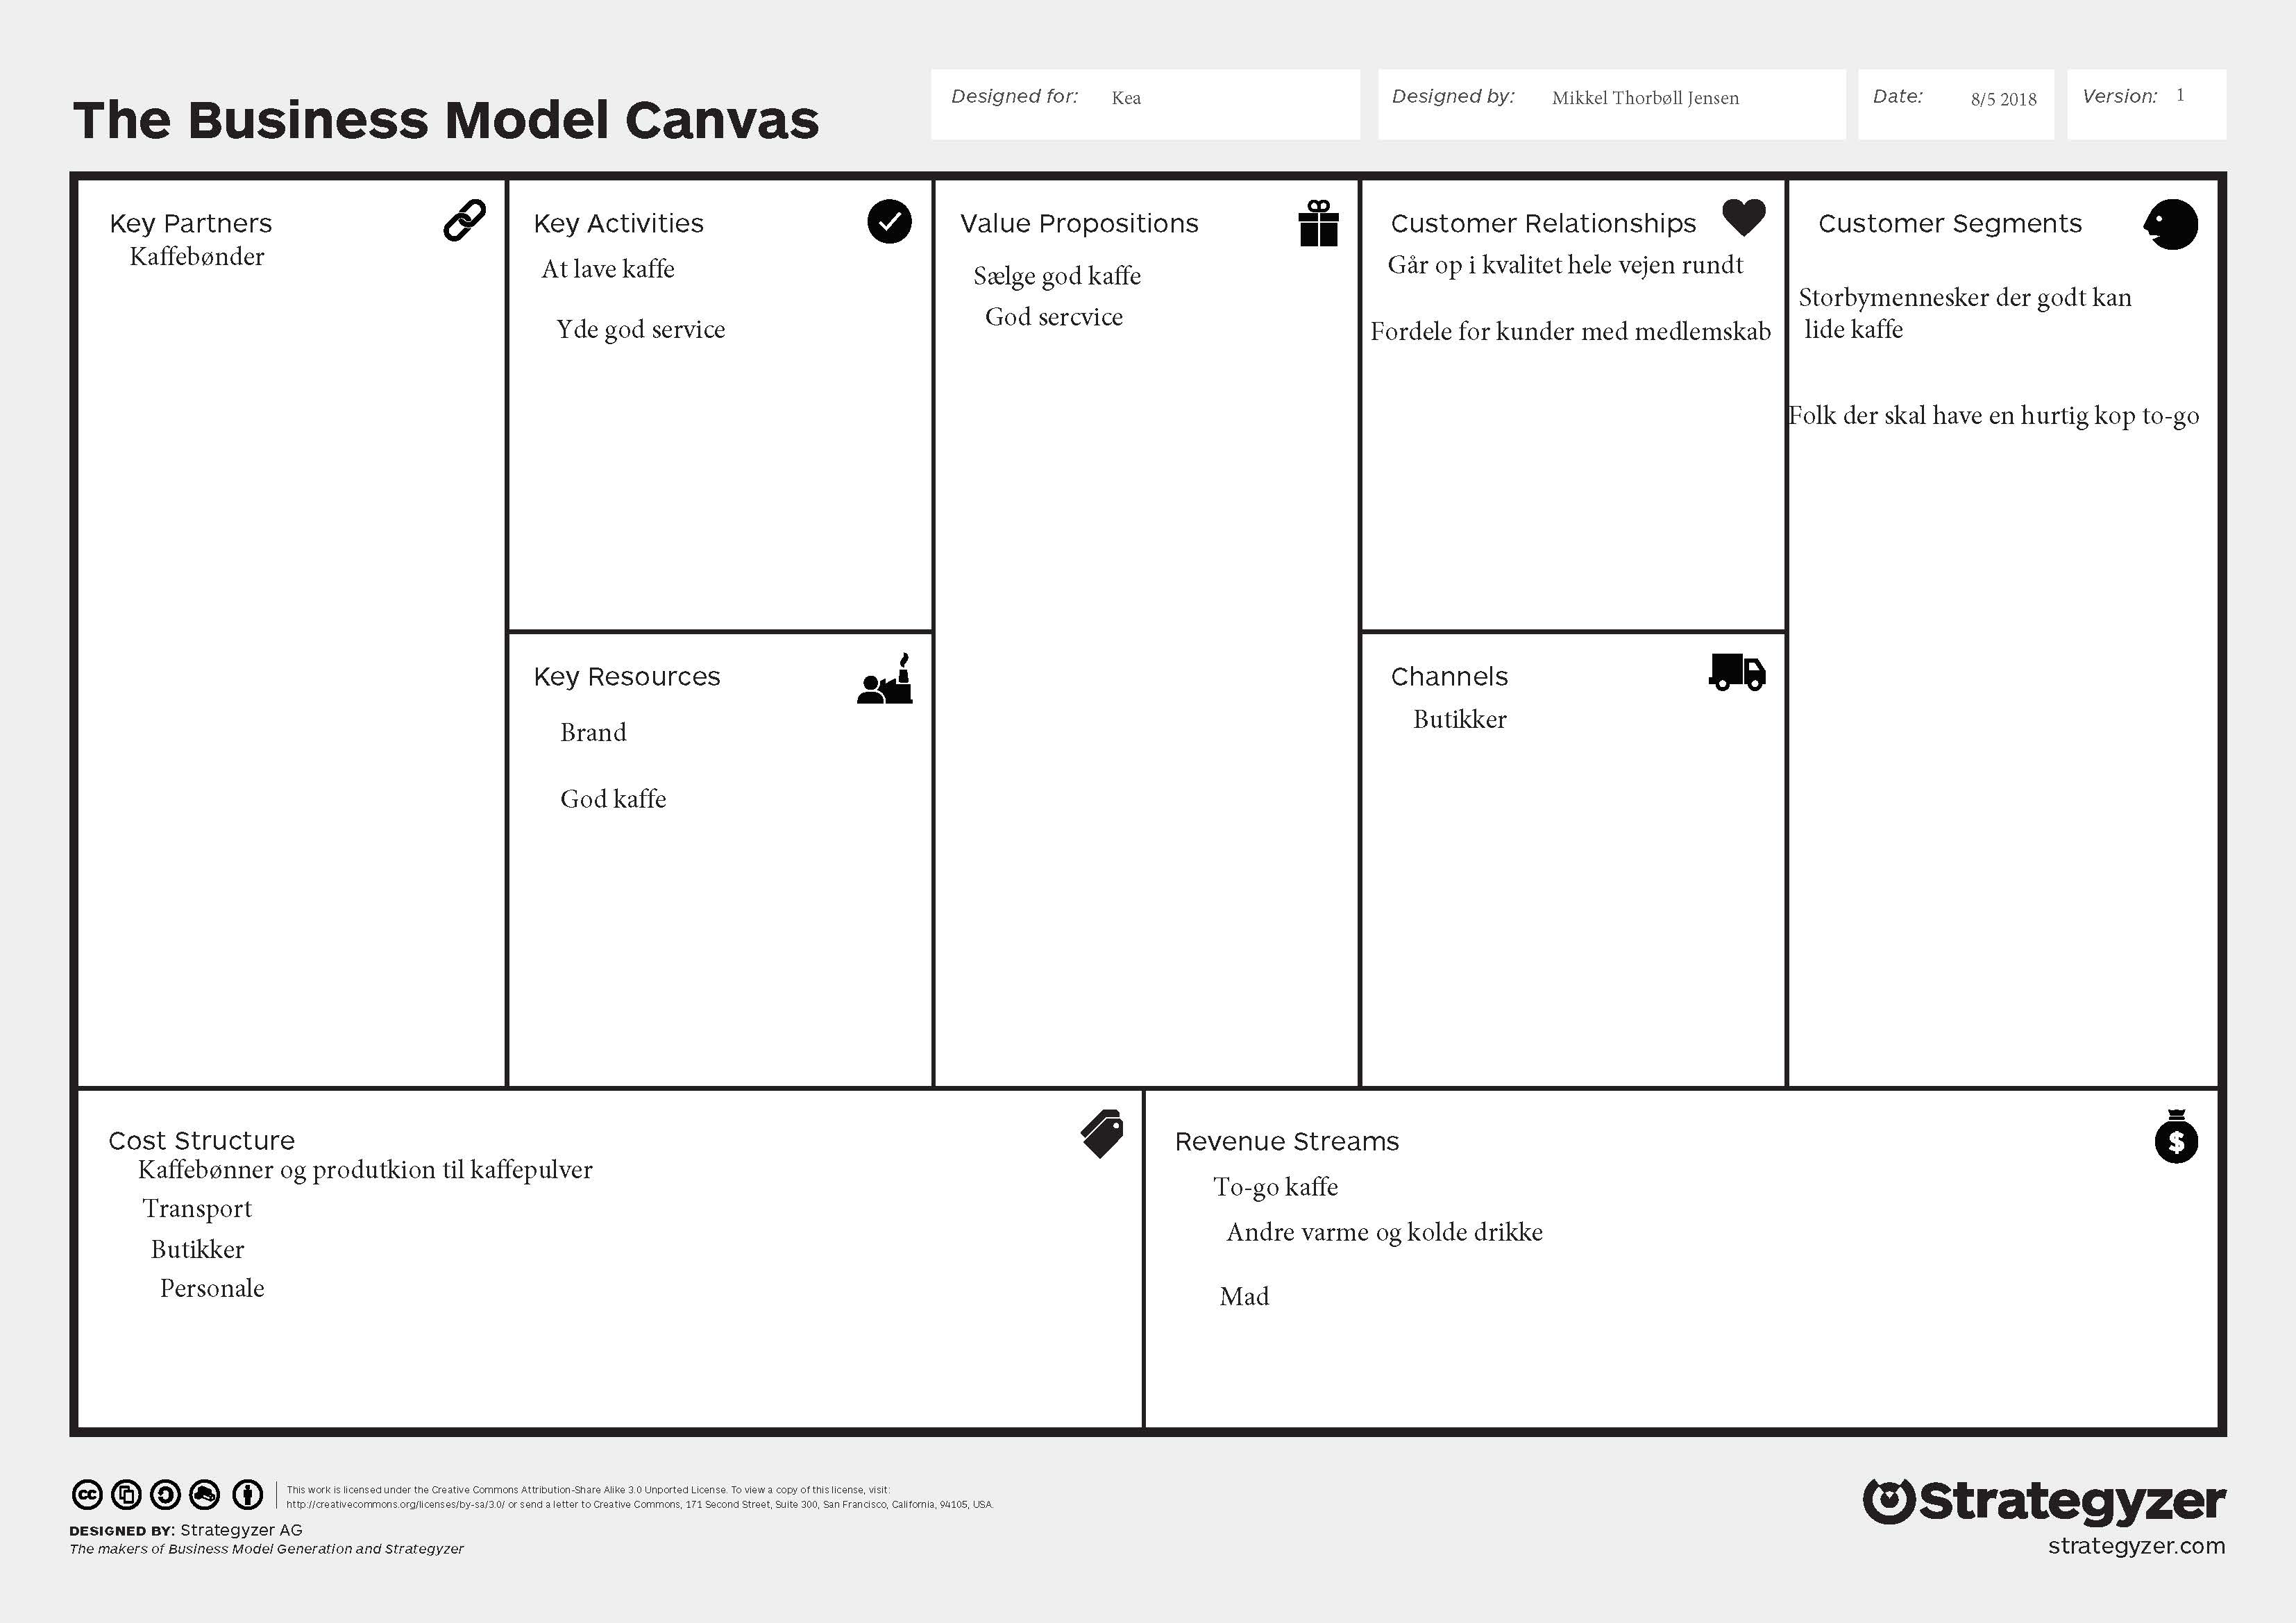 The Business Model Canvas
Designed for: Kea
Designed by: Mikkel Thorbøll Jensen
Date: 8/5 2018
Version: 1
Key Partners
Kaffebønder
Key Activities
At lave kaffe
Yde god service
Key Resources
Brand
God kaffe
Value Propositions
Sælge god kaffe
God sercvice
Customer Relationships
Går op i kvalitet hele vejen rundt
Fordele for kunder med medlemskab
Channels
Butikker
Customer Segments
Storbymennesker der godt kan
lide kaffe
Folk der skal have en hurtig kop to-go
Cost Structure
Kaffebønner og produtkion til kaffepulver
Transport
Butikker
Personale
Revenue Streams
To-go kaffe
Andre varme og kolde drikke
Mad
cc
$
This work is licensed under the Creative Commons Attribution-Share Alike 3.0 Unported License. To view a copy of this license, visit:
http://creativecommons.org/licenses/by-sa/3.0/ or send a letter to Creative Commons, 171 Second Street, Suite 300, San Francisco, California, 94105, USA.
DESIGNED BY: Strategyzer AG
The makers of Business Model Generation and Strategyzer
Strategyzer
strategyzer.com